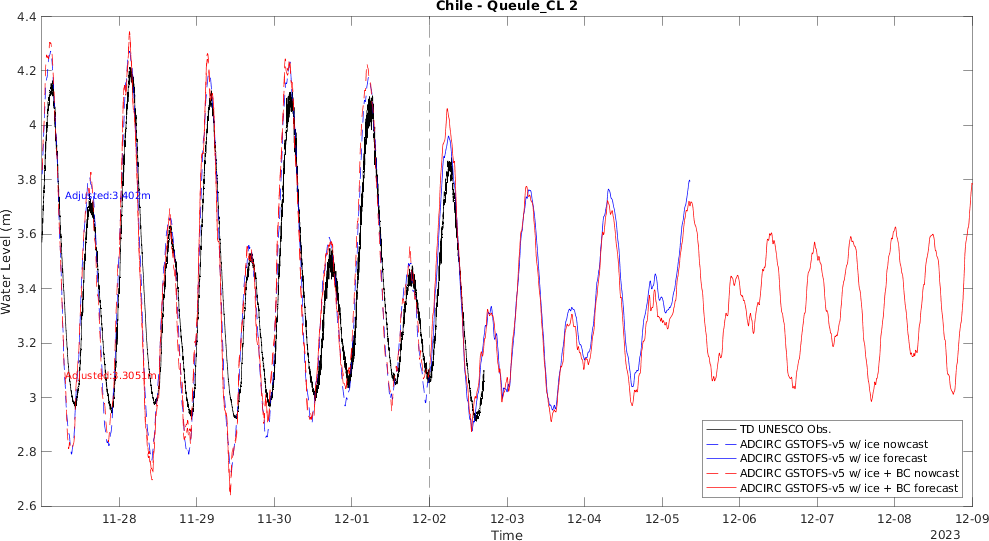 Chile - Queule_CL 2
Water Level (m)
4.4
4.2
4
3.8
3.6
3.4
3.2
3
2.8
2.6
Adjusted:3.402m
Adjusted:3.3051m
TD UNESCO Obs.
ADCIRC GSTOFS-v5 w/ ice nowcast
ADCIRC GSTOFS-v5 w/ ice forecast
ADCIRC GSTOFS-v5 w/ ice + BC nowcast
ADCIRC GSTOFS-v5 w/ ice + BC forecast
11-28 11-29 11-30 12-01 12-02 12-03 12-04 12-05 12-06 12-07 12-08 12-09
Time
2023